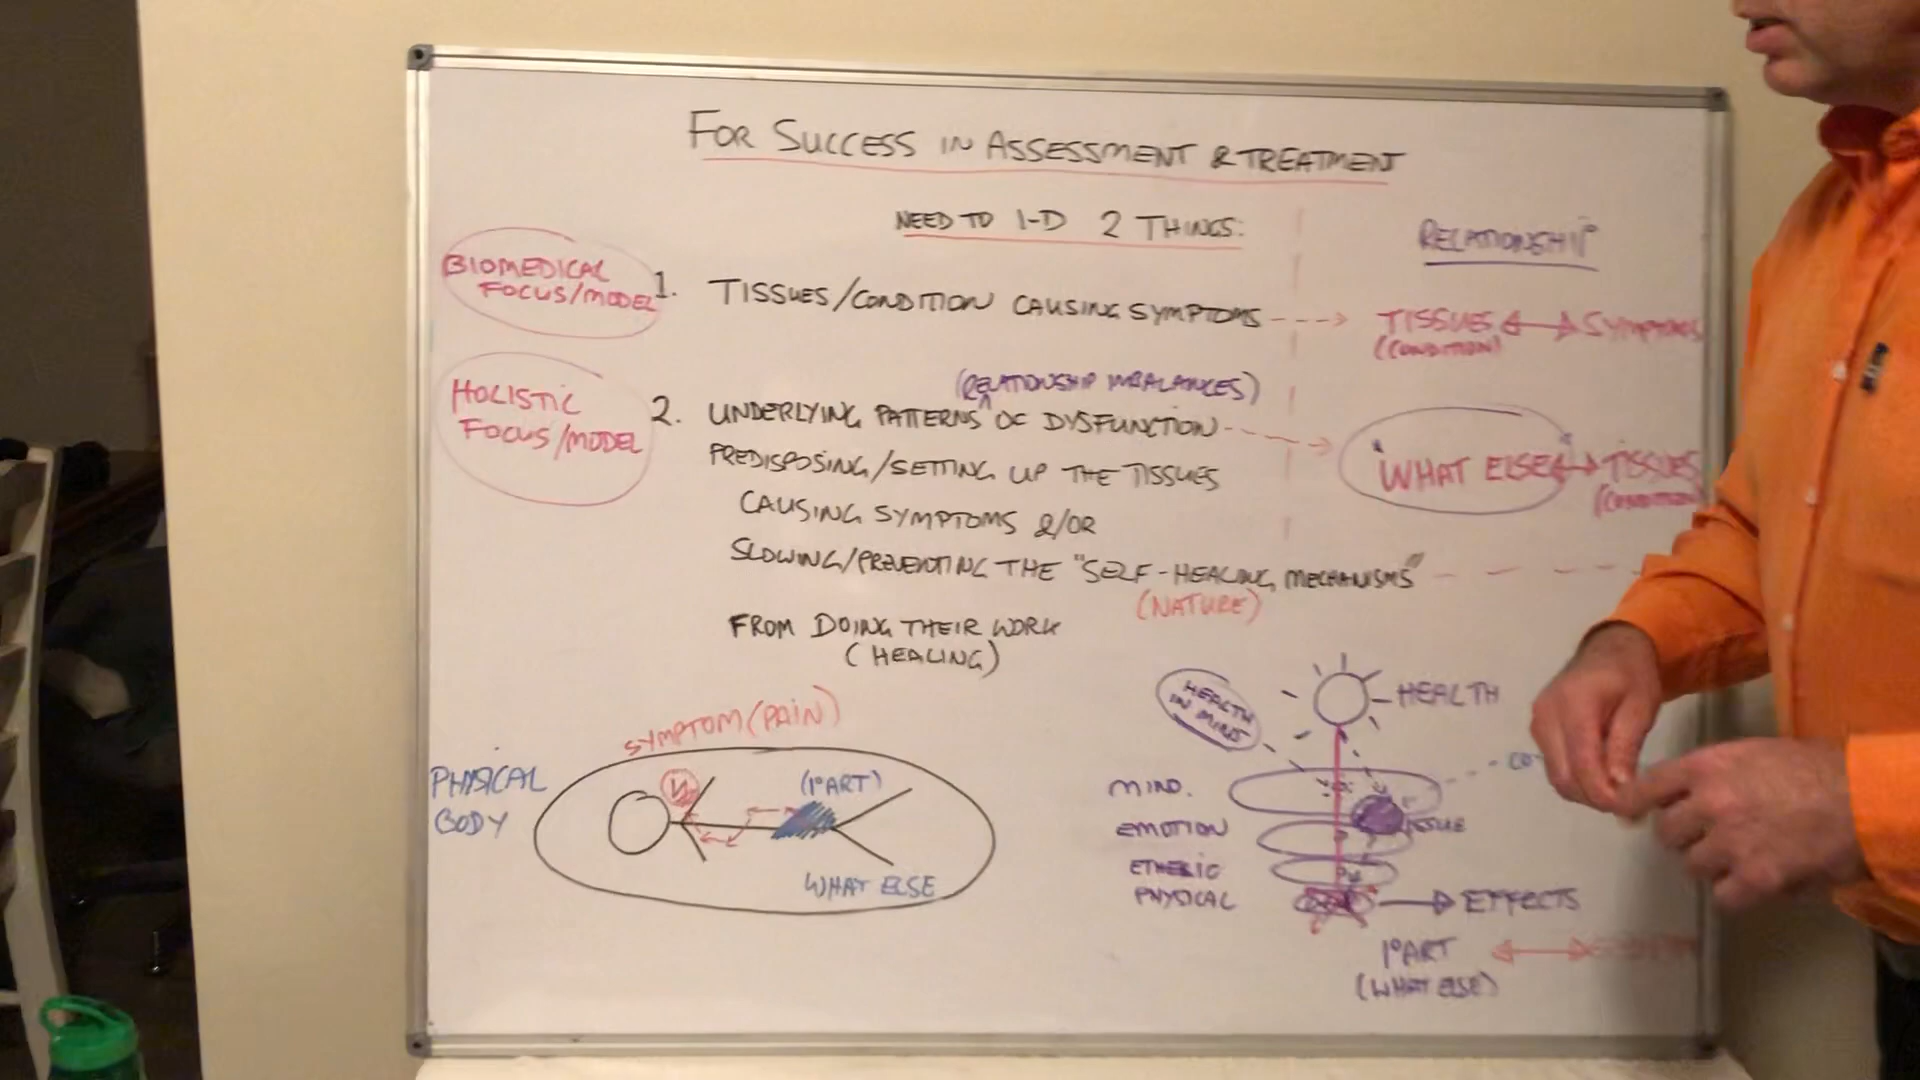 FOR SUCCESS IN ASSESSMENT & TREATMENT
NEED TO I-D 2 THINGS:
RELATIONSHIP
BIOMEDICAL
FOCUS/MODEL
1. TISSUES/CONDITION CAUSING SYMPTOMS
TISSUES SYMPTOMS
(CONDITION)
HOLISTIC
FOCUS/MODEL
(RELATIONSHIP IMBALANCES)
2. UNDERLYING PATTERNS OF DYSFUNCTION
PREDISPOSING/SETTING UP THE TISSUES
CAUSING SYMPTOMS &/OR
SLOWING/PREVENTING THE "SELF-HEALING MECHANISMS"
(NATURE)
FROM DOING THEIR WORK
(HEALING)
WHAT ELSE TISSUES
(CONDITION)
SYMPTOM (PAIN)
PHYSICAL
BODY
(1° ART)
WHAT ELSE
HEALTH
IN MIND
HEALTH
MIND.
EMOTION
ETHERIC
PHYSICAL
EFFECTS
1° ART
(WHAT ELSE)